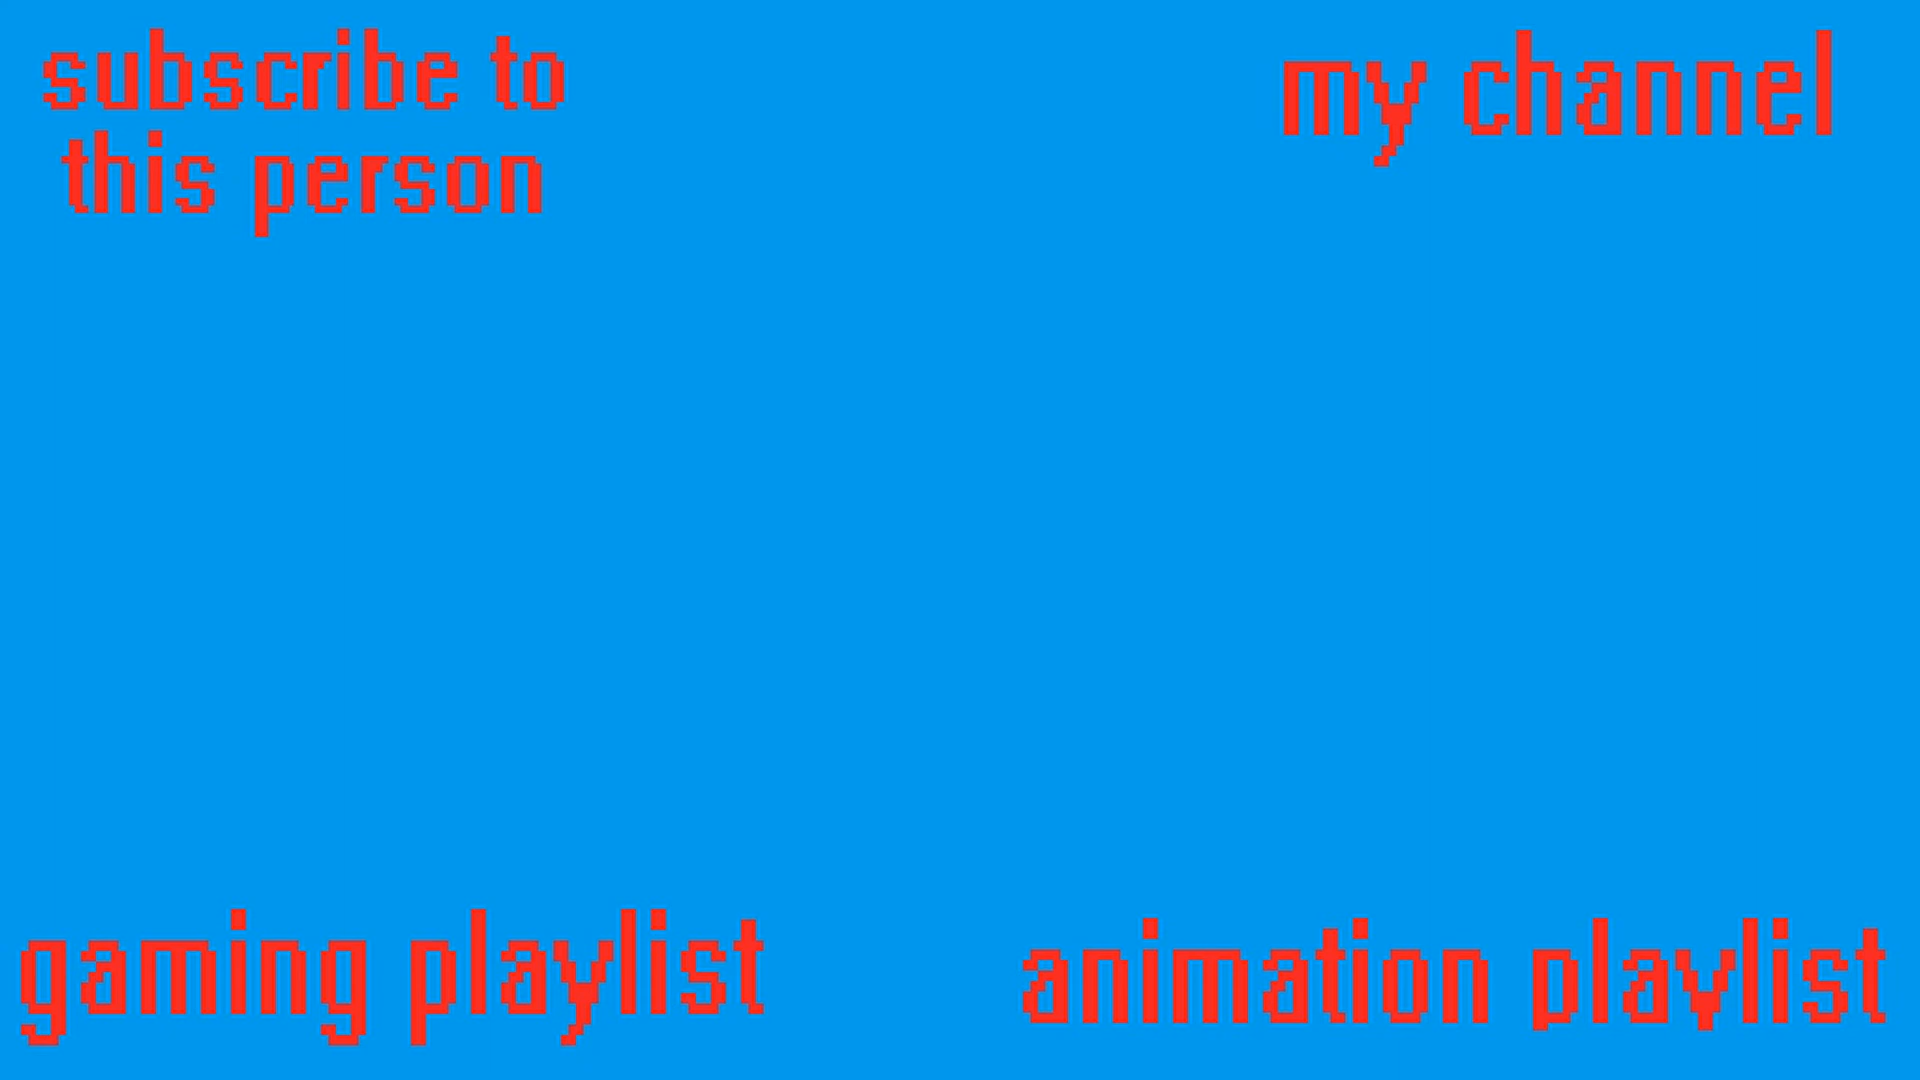 subscribe to
this person
my channel
gaming playlist
animation playlist